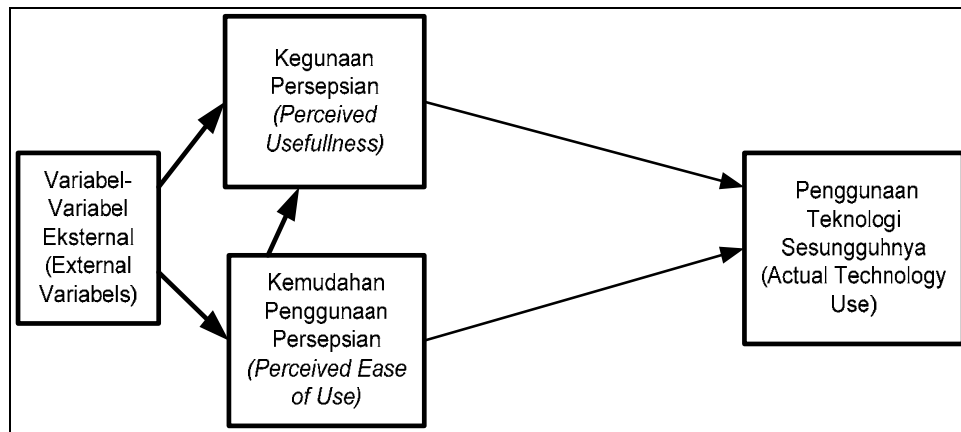 Kegunaan
Persepsian
(Perceived
Usefullness)
Variabel-
Variabel
Eksternal
(External
Variabels)
Kemudahan
Penggunaan
Persepsian
(Perceived Ease
of Use)
Penggunaan
Teknologi
Sesungguhnya
(Actual Technology
Use)